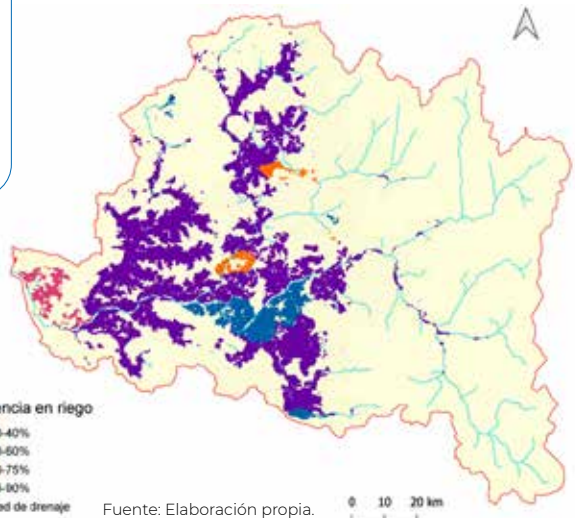 encia en riego
-40%
-60%
-75%
-90%
ed de drenaje
Fuente: Elaboración propia.
0 10 20 km